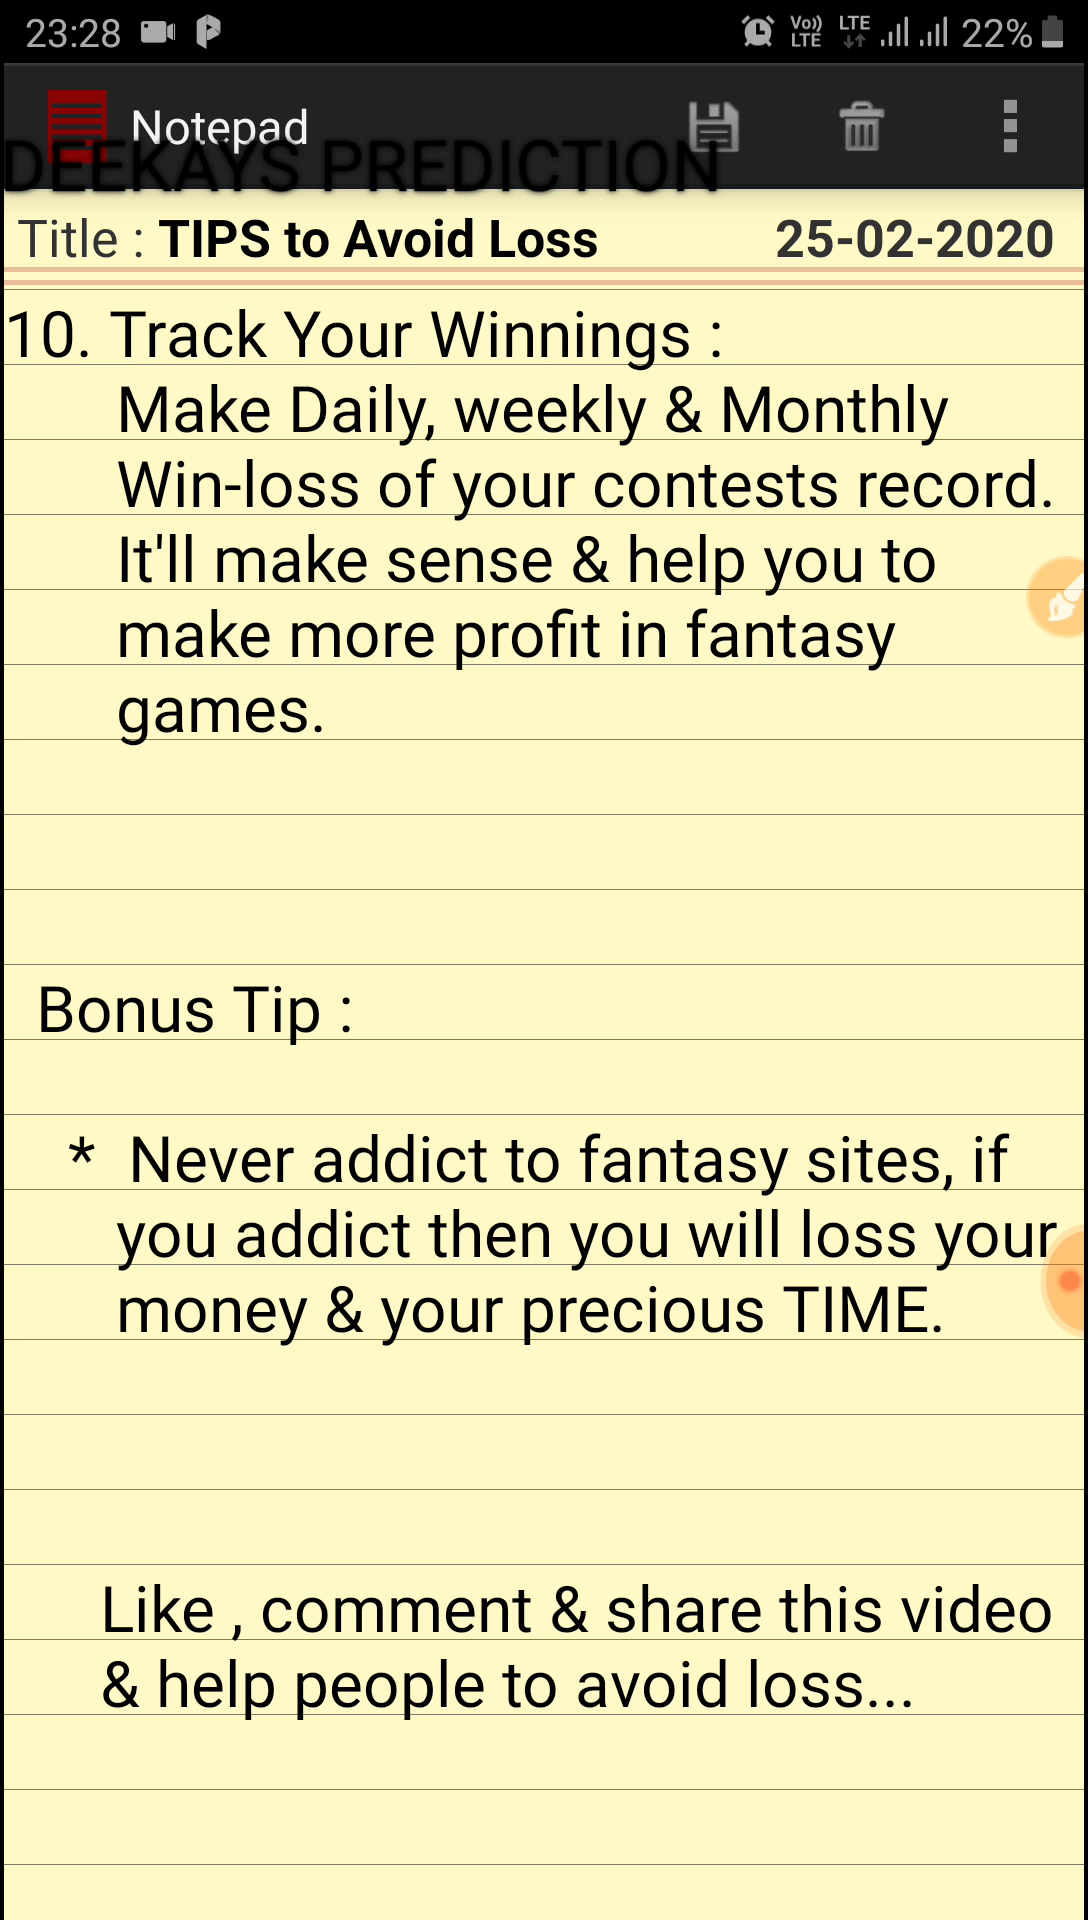 23:28 Vo)) LTE LTE 22%
Notepad
DEEKAYS PREDICTION
Title : TIPS to Avoid Loss 25-02-2020
10. Track Your Winnings :
Make Daily, weekly & Monthly
Win-loss of your contests record.
It'll make sense & help you to
make more profit in fantasy
games.
Bonus Tip :
* Never addict to fantasy sites, if
you addict then you will loss your
money & your precious TIME.
Like , comment & share this video
& help people to avoid loss...